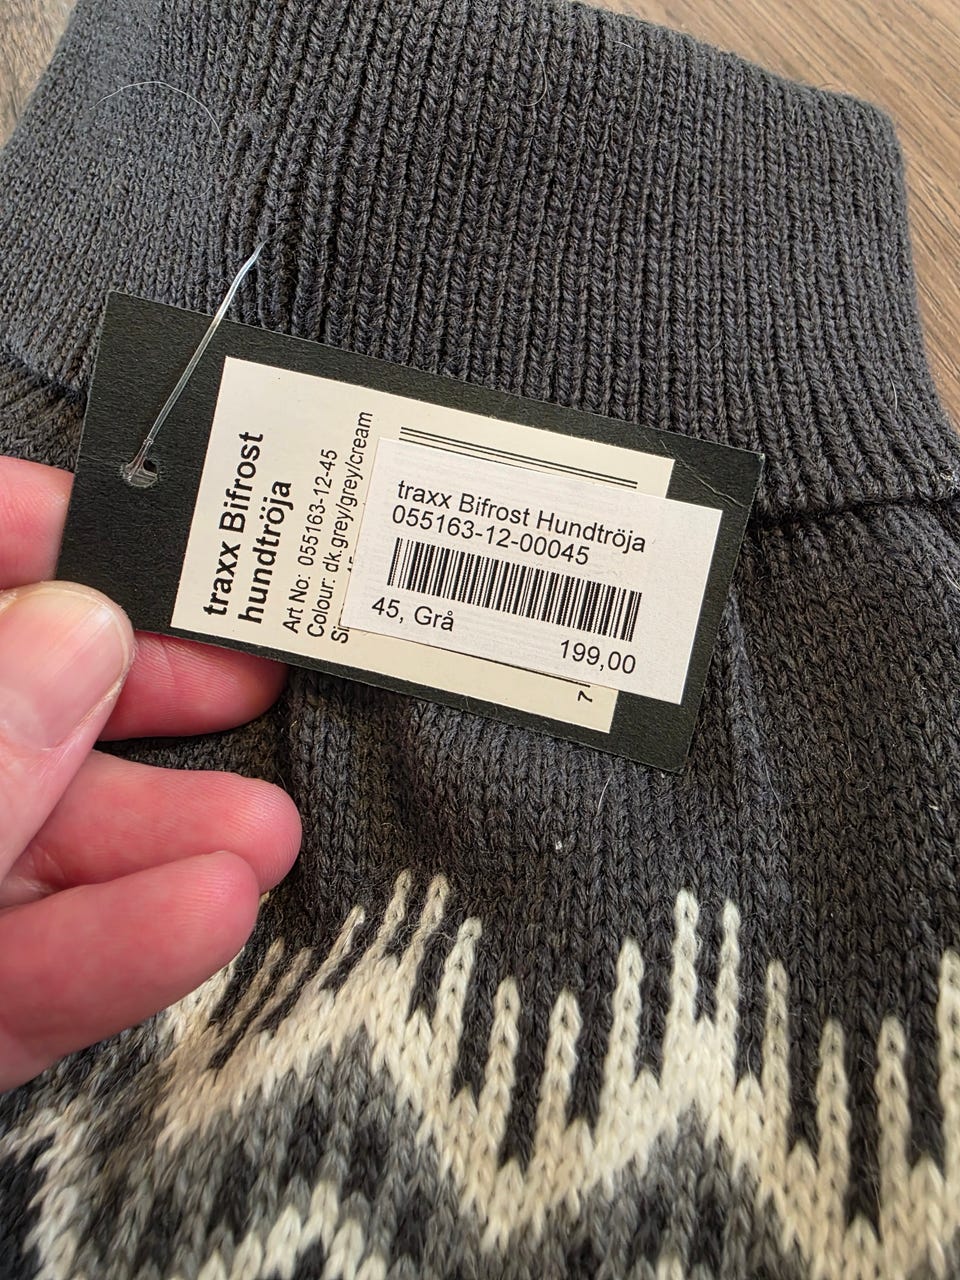 traxx Bifrost
hundtröja
Art No: 055163-12-45
Colour: dk.grey/grey/cream
traxx Bifrost Hundtröja
055163-12-00045
45, Grå
199,00
7